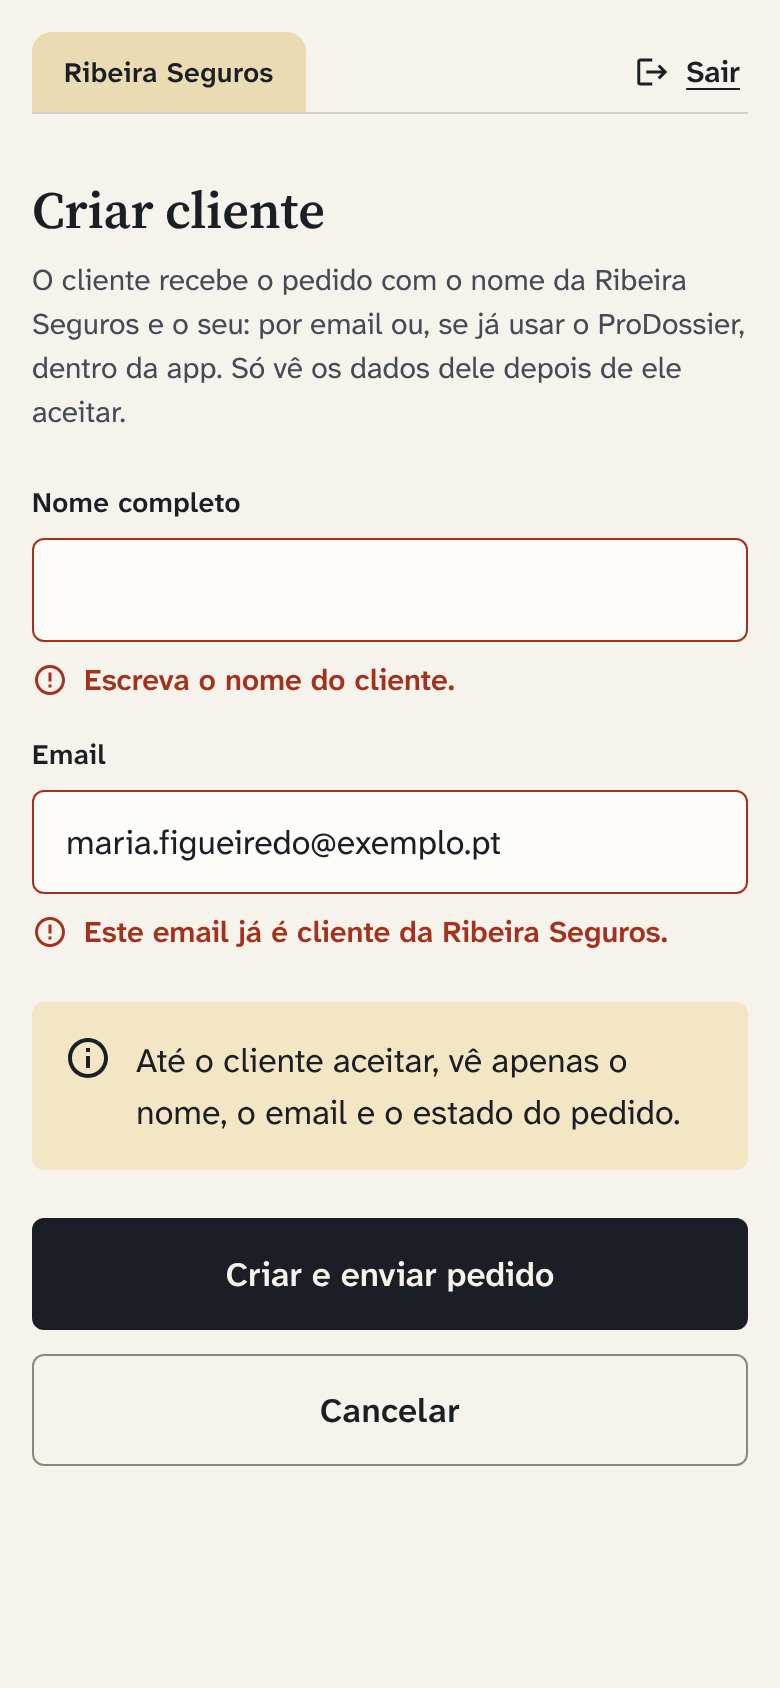 Ribeira Seguros
Sair
Criar cliente
O cliente recebe o pedido com o nome da Ribeira
Seguros e o seu: por email ou, se já usar o ProDossier,
dentro da app. Só vê os dados dele depois de ele
aceitar.
Nome completo
Escreva o nome do cliente.
Email
maria.figueiredo@exemplo.pt
Este email já é cliente da Ribeira Seguros.
Até o cliente aceitar, vê apenas o
nome, o email e o estado do pedido.
Criar e enviar pedido
Cancelar